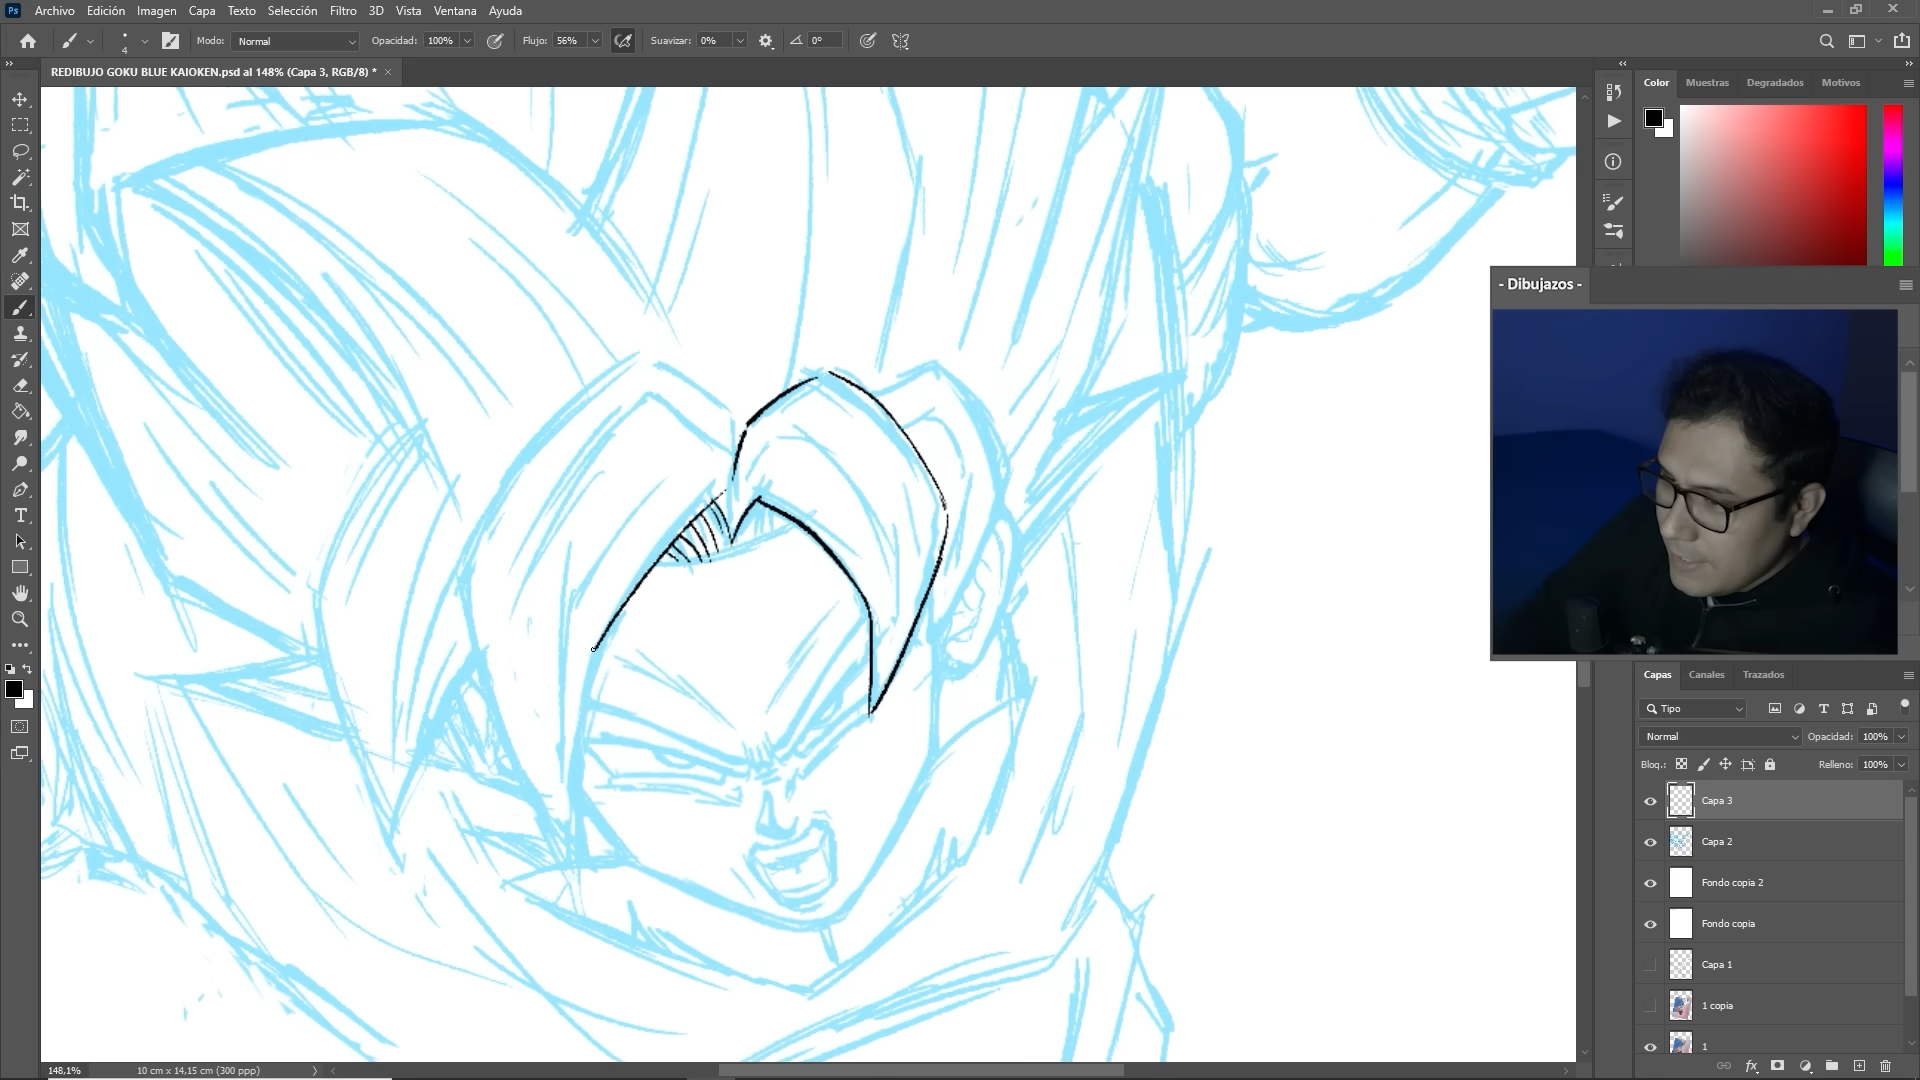 Ps Archivo Edición Imagen Capa Texto Selección Filtro 3D Vista Ventana Ayuda
4 Modo: Normal Opacidad: 100% Flujo: 56% Suavizar: 0% 0°
REDIBUJO GOKU BLUE KAIOKEN.psd al 148% (Capa 3, RGB/8) *
Color Muestras Degradados Motivos
- Dibujazos -
Capas Canales Trazados
Tipo
Normal Opacidad: 100%
Bloq.: Relleno: 100%
Capa 3
Capa 2
Fondo copia 2
Fondo copia
Capa 1
1 copia
1
148,1% 10 cm x 14,15 cm (300 ppp)